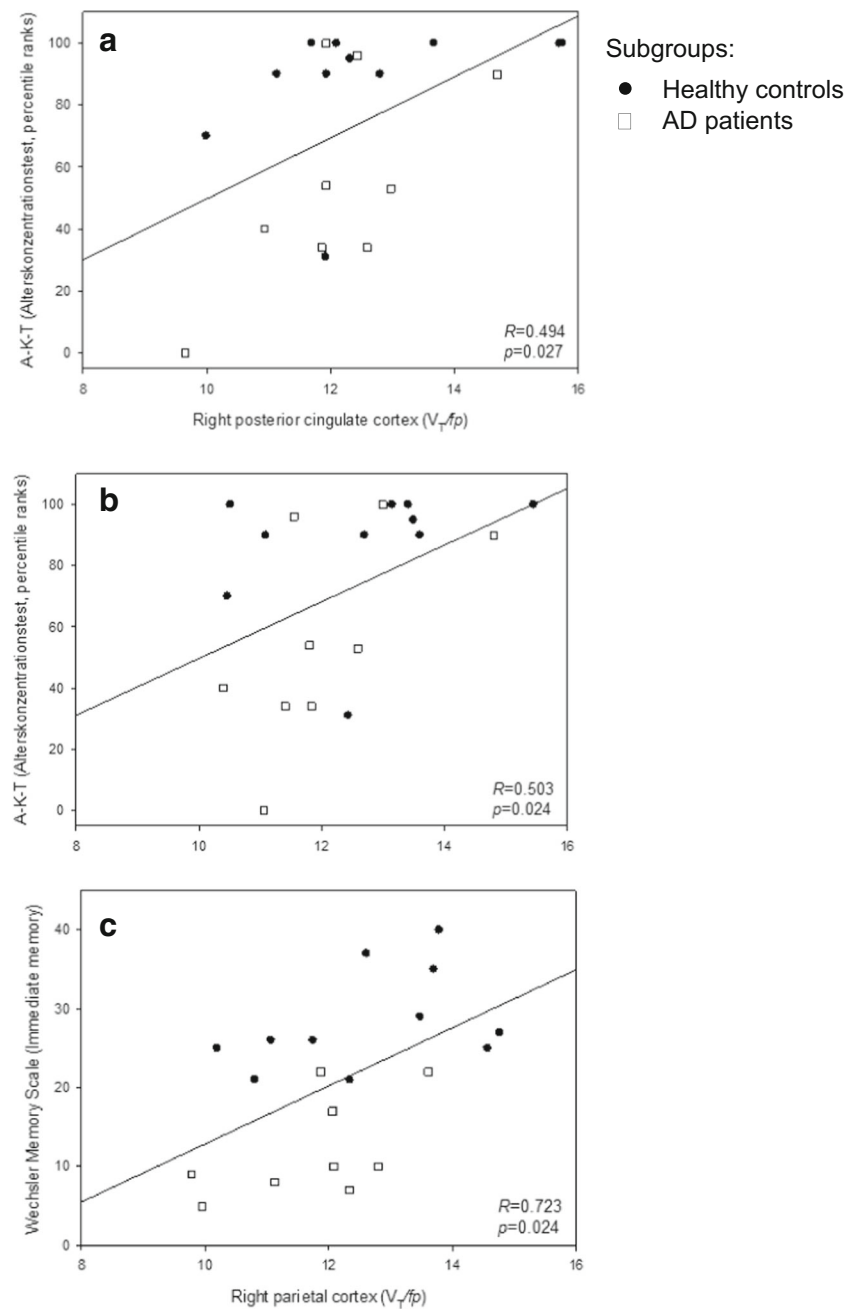 a
A-K-T (Alterskonzentrationstest, percentile ranks)
100
80
60
40
20
0
R=0.494
p=0.027
8 10 12 14 16
Right posterior cingulate cortex (V_T/fp)
Subgroups:
Healthy controls
AD patients
b
A-K-T (Alterskonzentrationstest, percentile ranks)
100
80
60
40
20
0
R=0.503
p=0.024
8 10 12 14 16
c
Wechsler Memory Scale (Immediate memory)
40
30
20
10
0
R=0.723
p=0.024
8 10 12 14 16
Right parietal cortex (V_T/fp)